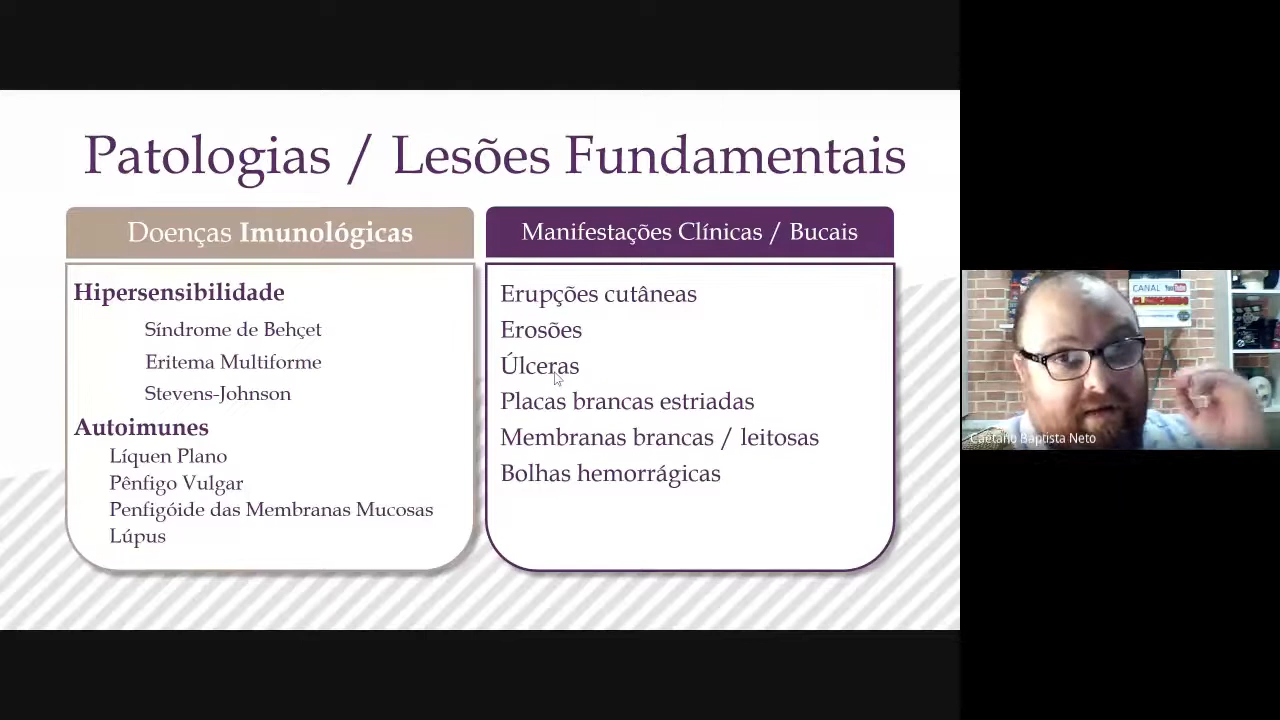 Patologias / Lesões Fundamentais
Doenças Imunológicas
Hipersensibilidade
Síndrome de Behçet
Eritema Multiforme
Stevens-Johnson
Autoimunes
Líquen Plano
Pênfigo Vulgar
Penfigóide das Membranas Mucosas
Lúpus
Manifestações Clínicas / Bucais
Erupções cutâneas
Erosões
Úlceras
Placas brancas estriadas
Membranas brancas / leitosas
Bolhas hemorrágicas
CANAL YouTube
Caetano Baptista Neto